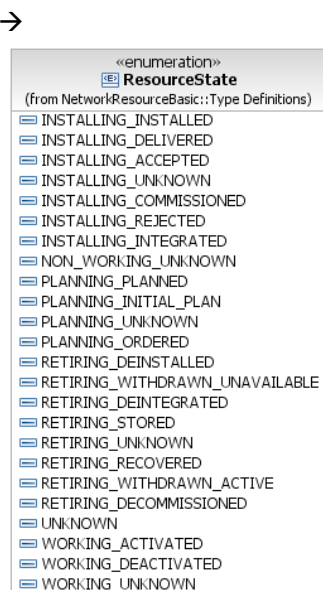 →
«enumeration»
ResourceState
(from NetworkResourceBasic::Type Definitions)
INSTALLING_INSTALLED
INSTALLING_DELIVERED
INSTALLING_ACCEPTED
INSTALLING_UNKNOWN
INSTALLING_COMMISSIONED
INSTALLING_REJECTED
INSTALLING_INTEGRATED
NON_WORKING_UNKNOWN
PLANNING_PLANNED
PLANNING_INITIAL_PLAN
PLANNING_UNKNOWN
PLANNING_ORDERED
RETIRING_DEINSTALLED
RETIRING_WITHDRAWN_UNAVAILABLE
RETIRING_DEINTEGRATED
RETIRING_STORED
RETIRING_UNKNOWN
RETIRING_RECOVERED
RETIRING_WITHDRAWN_ACTIVE
RETIRING_DECOMMISSIONED
UNKNOWN
WORKING_ACTIVATED
WORKING_DEACTIVATED
WORKING_UNKNOWN